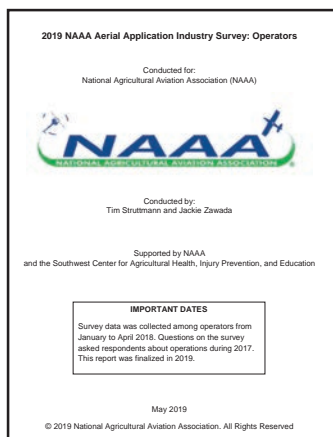 2019 NAAA Aerial Application Industry Survey: Operators
Conducted for:
National Agricultural Aviation Association (NAAA)
NAAA
NATIONAL AGRICULTURAL AVIATION ASSOCIATION
®
Conducted by:
Tim Struttmann and Jackie Zawada
Supported by NAAA
and the Southwest Center for Agricultural Health, Injury Prevention, and Education
IMPORTANT DATES
Survey data was collected among operators from
January to April 2018. Questions on the survey
asked respondents about operations during 2017.
This report was finalized in 2019.
May 2019
© 2019 National Agricultural Aviation Association. All Rights Reserved